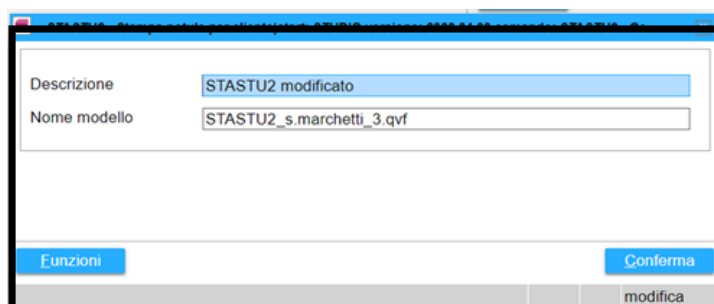 Descrizione STASTU2 modificato
Nome modello STASTU2_s.marchetti_3.qvf
Funzioni Conferma
modifica